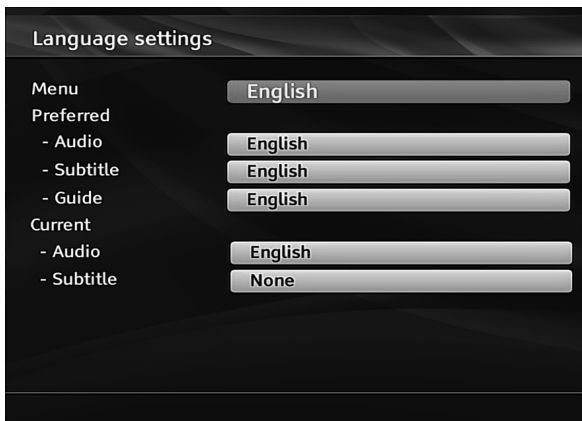 Language settings
Menu English
Preferred
- Audio English
- Subtitle English
- Guide English
Current
- Audio English
- Subtitle None